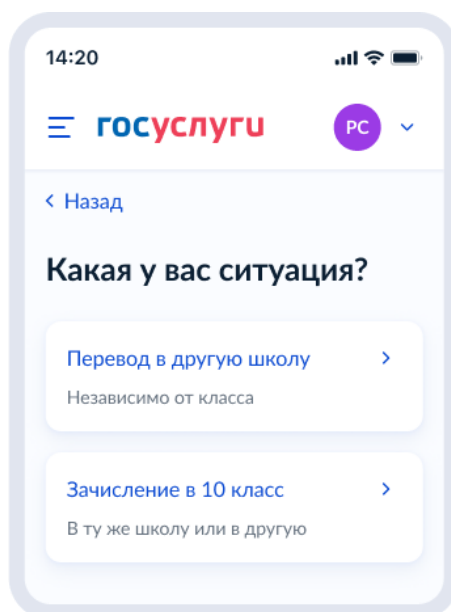 14:20
госуслуги
РС
Назад
Какая у вас ситуация?
Перевод в другую школу
Независимо от класса
Зачисление в 10 класс
В ту же школу или в другую